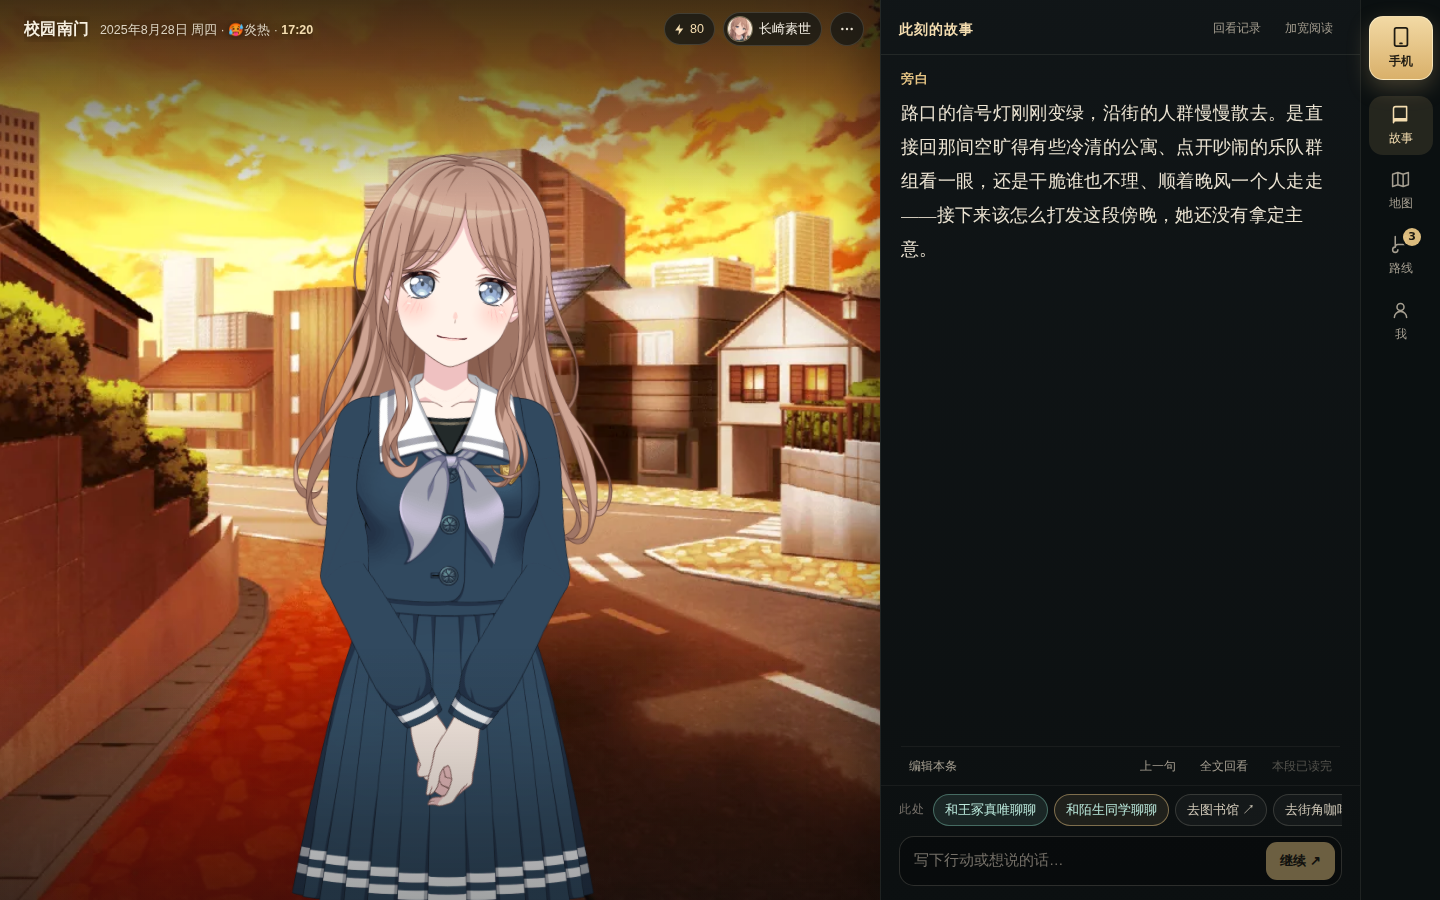 校园南门 2025年8月28日 周四 · 🥵炎热 · 17:20
80 长崎素世
此刻的故事 回看记录 加宽阅读
旁白
路口的信号灯刚刚变绿，沿街的人群慢慢散去。是直
接回那间空旷得有些冷清的公寓、点开吵闹的乐队群
组看一眼，还是干脆谁也不理、顺着晚风一个人走走
——接下来该怎么打发这段傍晚，她还没有拿定主
意。
编辑本条 上一句 全文回看 本段已读完
此处 和王冢真唯聊聊 和陌生同学聊聊 去图书馆 ↗ 去街角咖
写下行动或想说的话… 继续 ↗
手机
故事
地图
3
路线
我